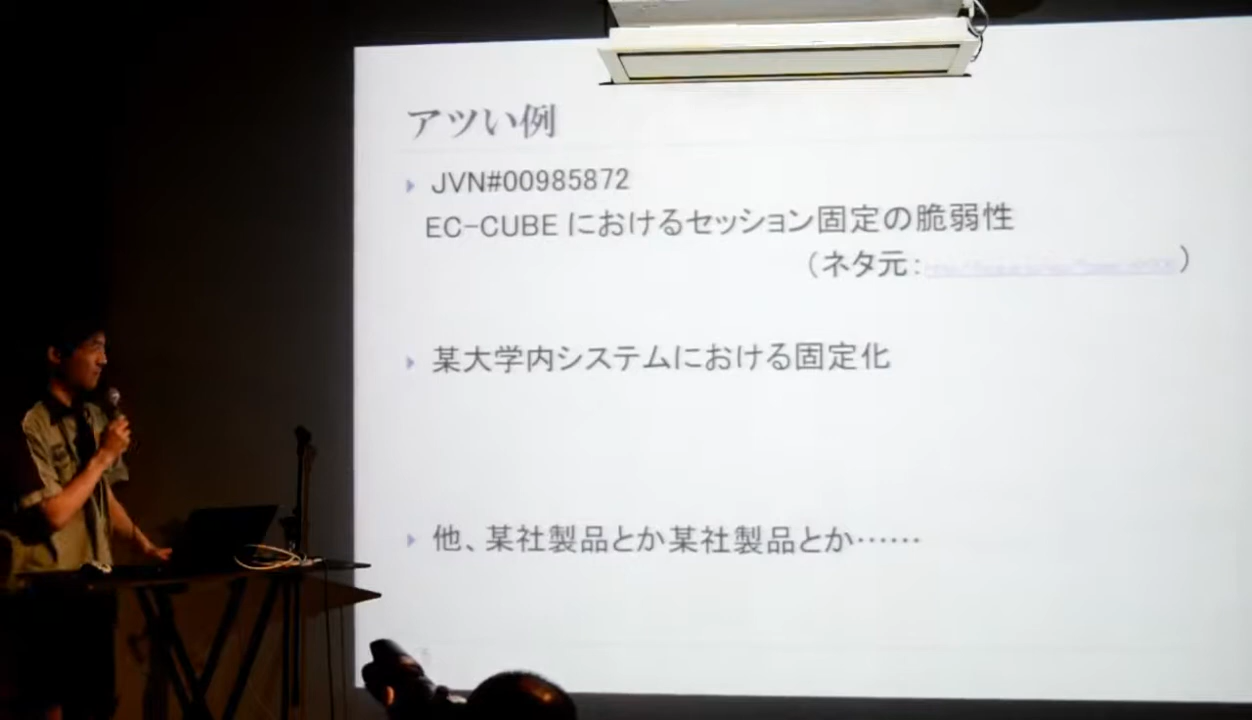 アツい例
JVN#00985872
EC-CUBE におけるセッション固定の脆弱性
（ネタ元： ）
某大学内システムにおける固定化
他、某社製品とか某社製品とか……